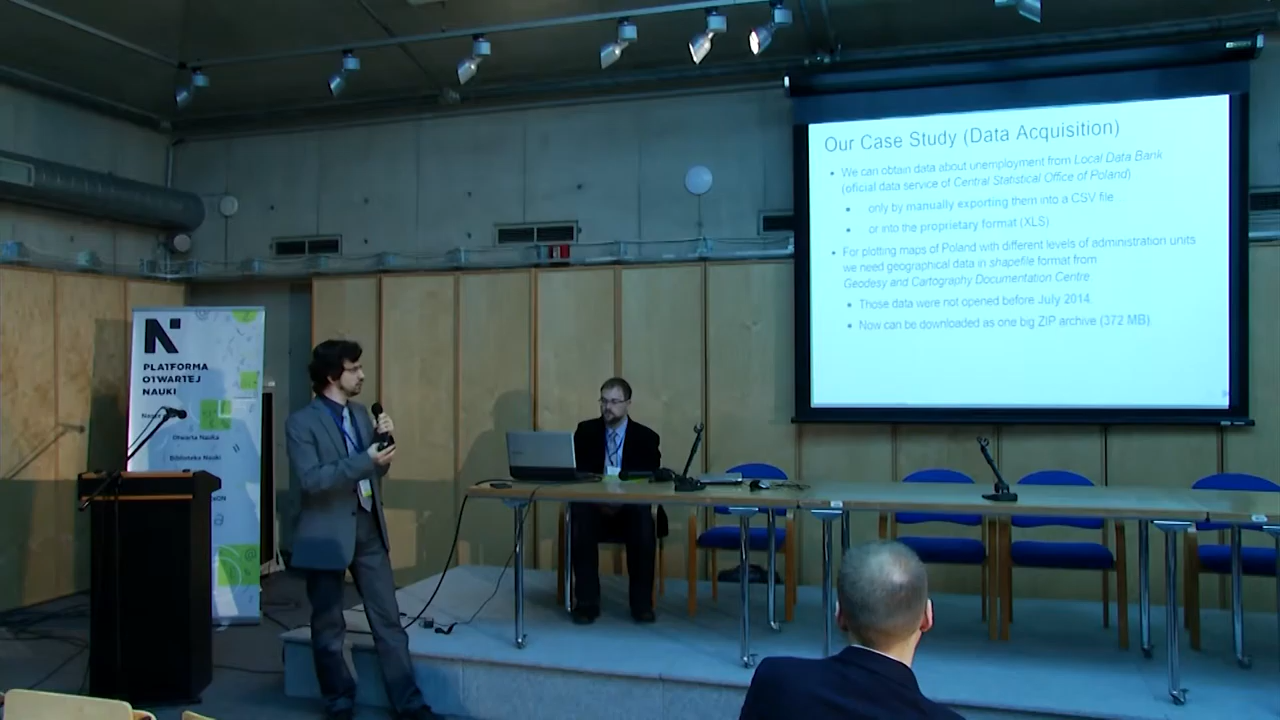 Our Case Study (Data Acquisition)
• We can obtain data about unemployment from Local Data Bank
(oficial data service of Central Statistical Office of Poland)
• only by manually exporting them into a CSV file
• or into the proprietary format (XLS)
• For plotting maps of Poland with different levels of administration units
we need geographical data in shapefile format from
Geodesy and Cartography Documentation Centre
• Those data were not opened before July 2014,
• Now can be downloaded as one big ZIP archive (372 MB).
N
PLATFORMA
OTWARTEJ
NAUKI
Otwarta Nauka
Biblioteka Nauki